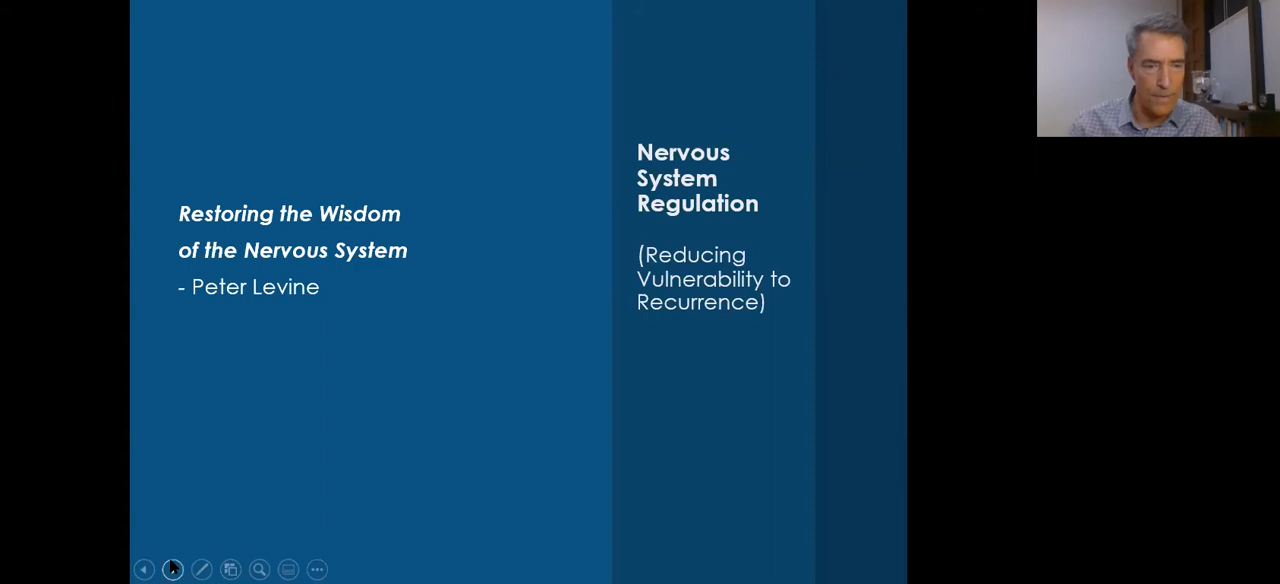 Restoring the Wisdom
of the Nervous System
- Peter Levine
Nervous
System
Regulation
(Reducing
Vulnerability to
Recurrence)